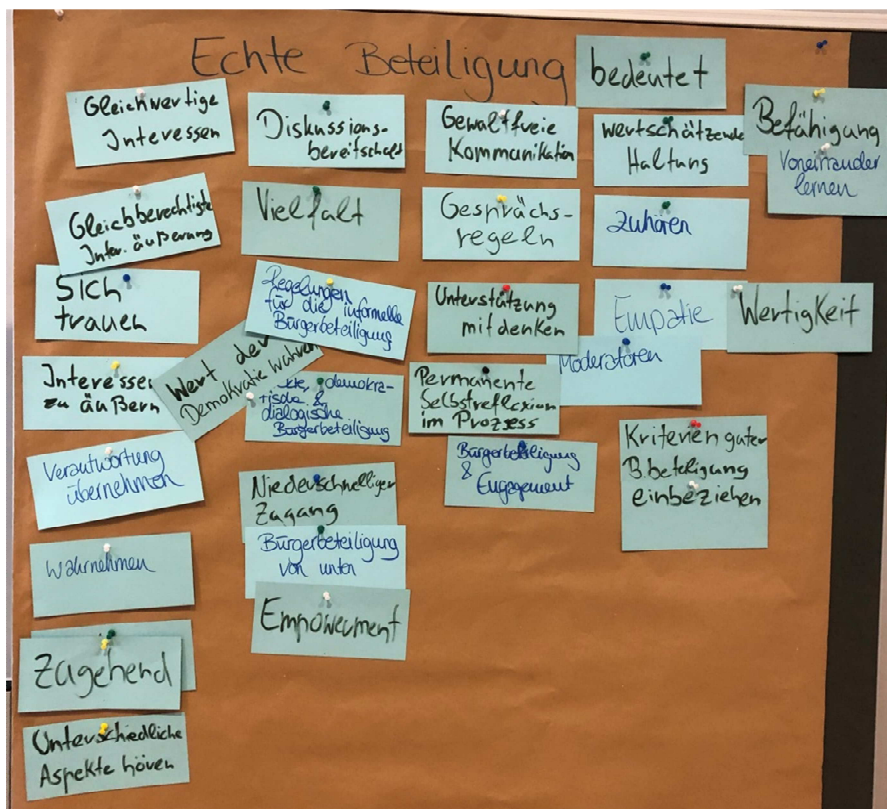 Echte Beteiligung
bedeutet
Gleichwertige
Interessen
Gleichberechtigte
Inter. äußerung
Sich
trauen
Interessen
zu äußern
Verantwortung
übernehmen
Wahrnehmen
Zugehend
Unterschiedliche
Aspekte hören
Diskussions-
bereitschaft
Vielfalt
Regelungen
für die informelle
Bürgerbeteiligung
Wert der
Demokratie wahren
demokra-
tische &
dialogische
Bürgerbeteiligung
Niederschwelliger
Zugang
Bürgerbeteiligung
von unten
Empowerment
Gewaltfreie
Kommunikation
Gesprächs-
regeln
Unterstützung
mitdenken
Permanente
Selbstreflexion
im Prozess
Bürgerbeteiligung
& Engagement
wertschätzende
Haltung
Zuhören
Empatie
Moderatoren
Kriterien guter
B.beteiligung
einbeziehen
Befähigung
Voneinander
lernen
Wertigkeit